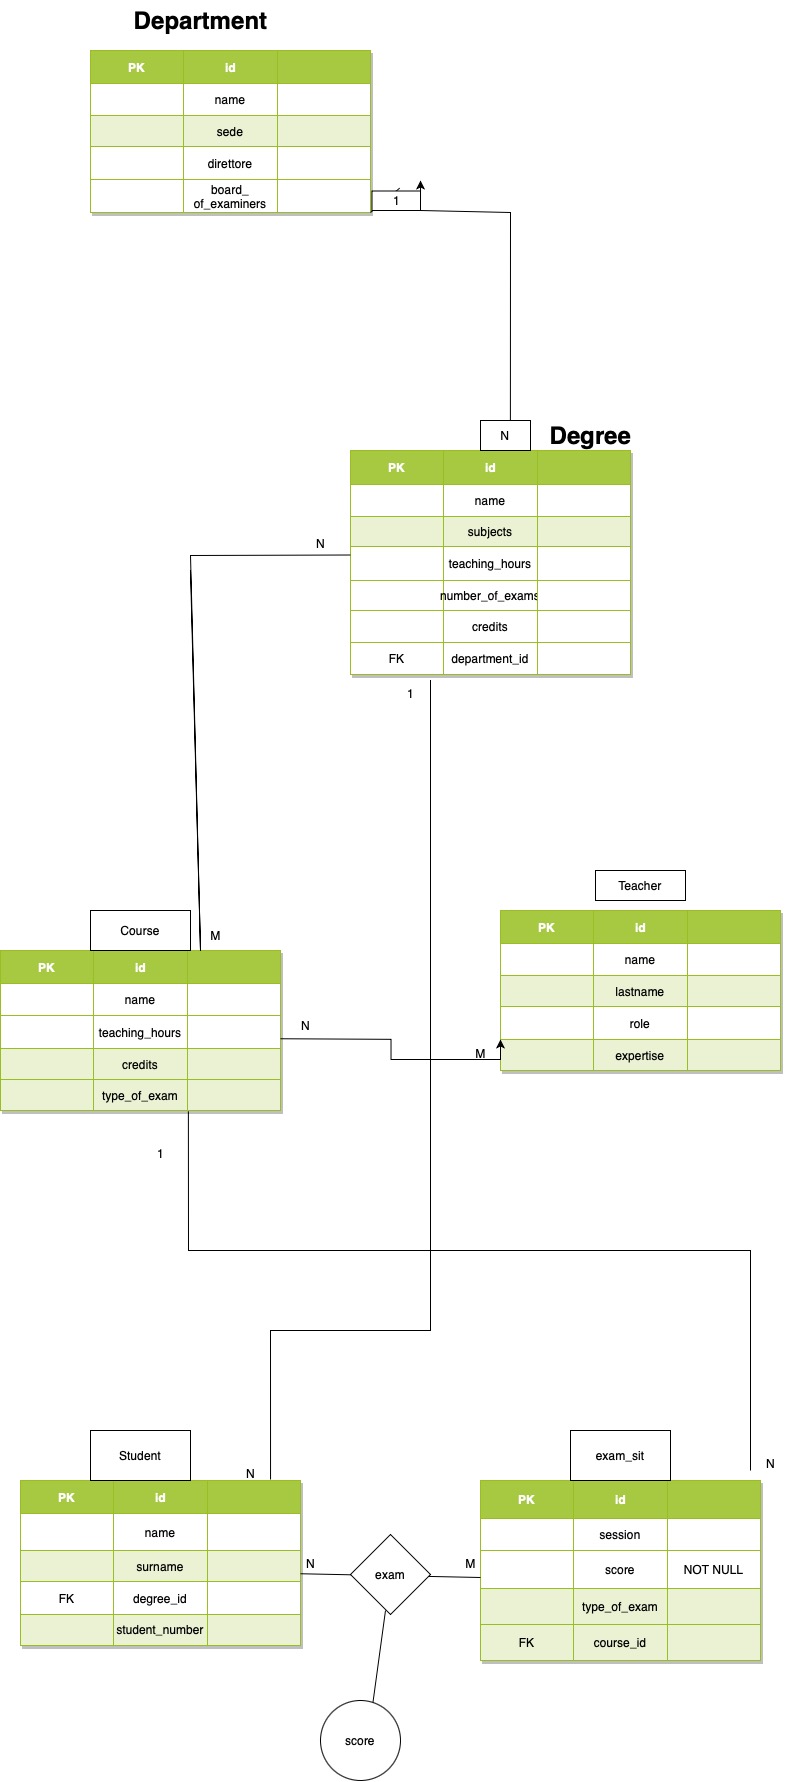 Department
PK id
name
sede
direttore
board_
of_examiners
1
N
Degree
PK id
name
subjects
teaching_hours
number_of_exams
credits
FK department_id
N
1
Teacher
PK id
name
lastname
role
expertise
Course
M
PK id
name
teaching_hours
credits
type_of_exam
N
M
1
Student
N
PK id
name
surname
FK degree_id
student_number
N
exam
M
score
exam_sit
N
PK id
session
score NOT NULL
type_of_exam
FK course_id